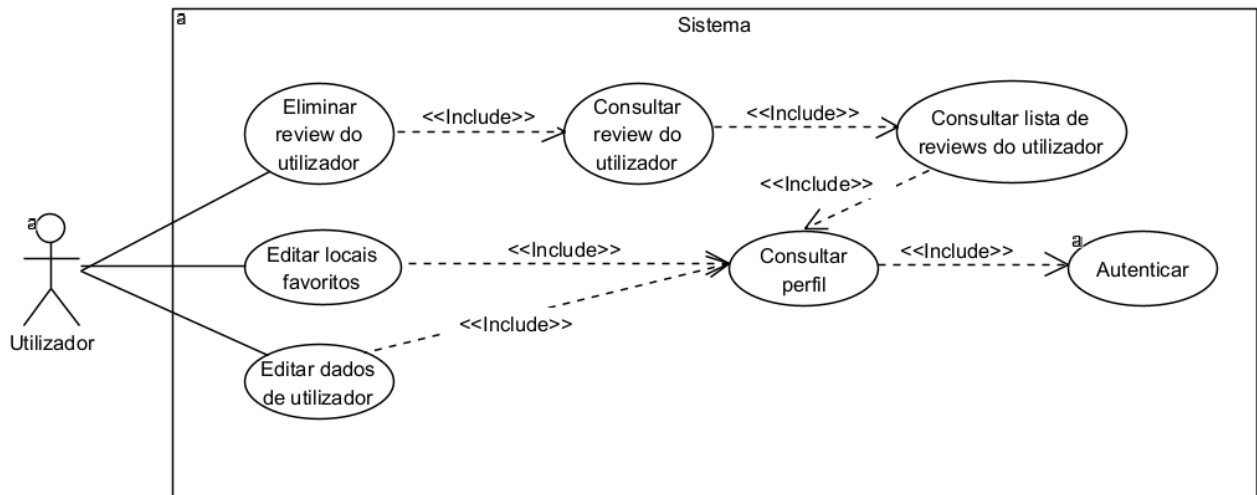 a
Sistema
Eliminar
review do
utilizador
<<Include>>
Consultar
review do
utilizador
<<Include>>
Consultar lista de
reviews do utilizador
<<Include>>
a
Utilizador
Editar locais
favoritos
<<Include>>
Consultar
perfil
<<Include>>
a
Autenticar
<<Include>>
Editar dados
de utilizador